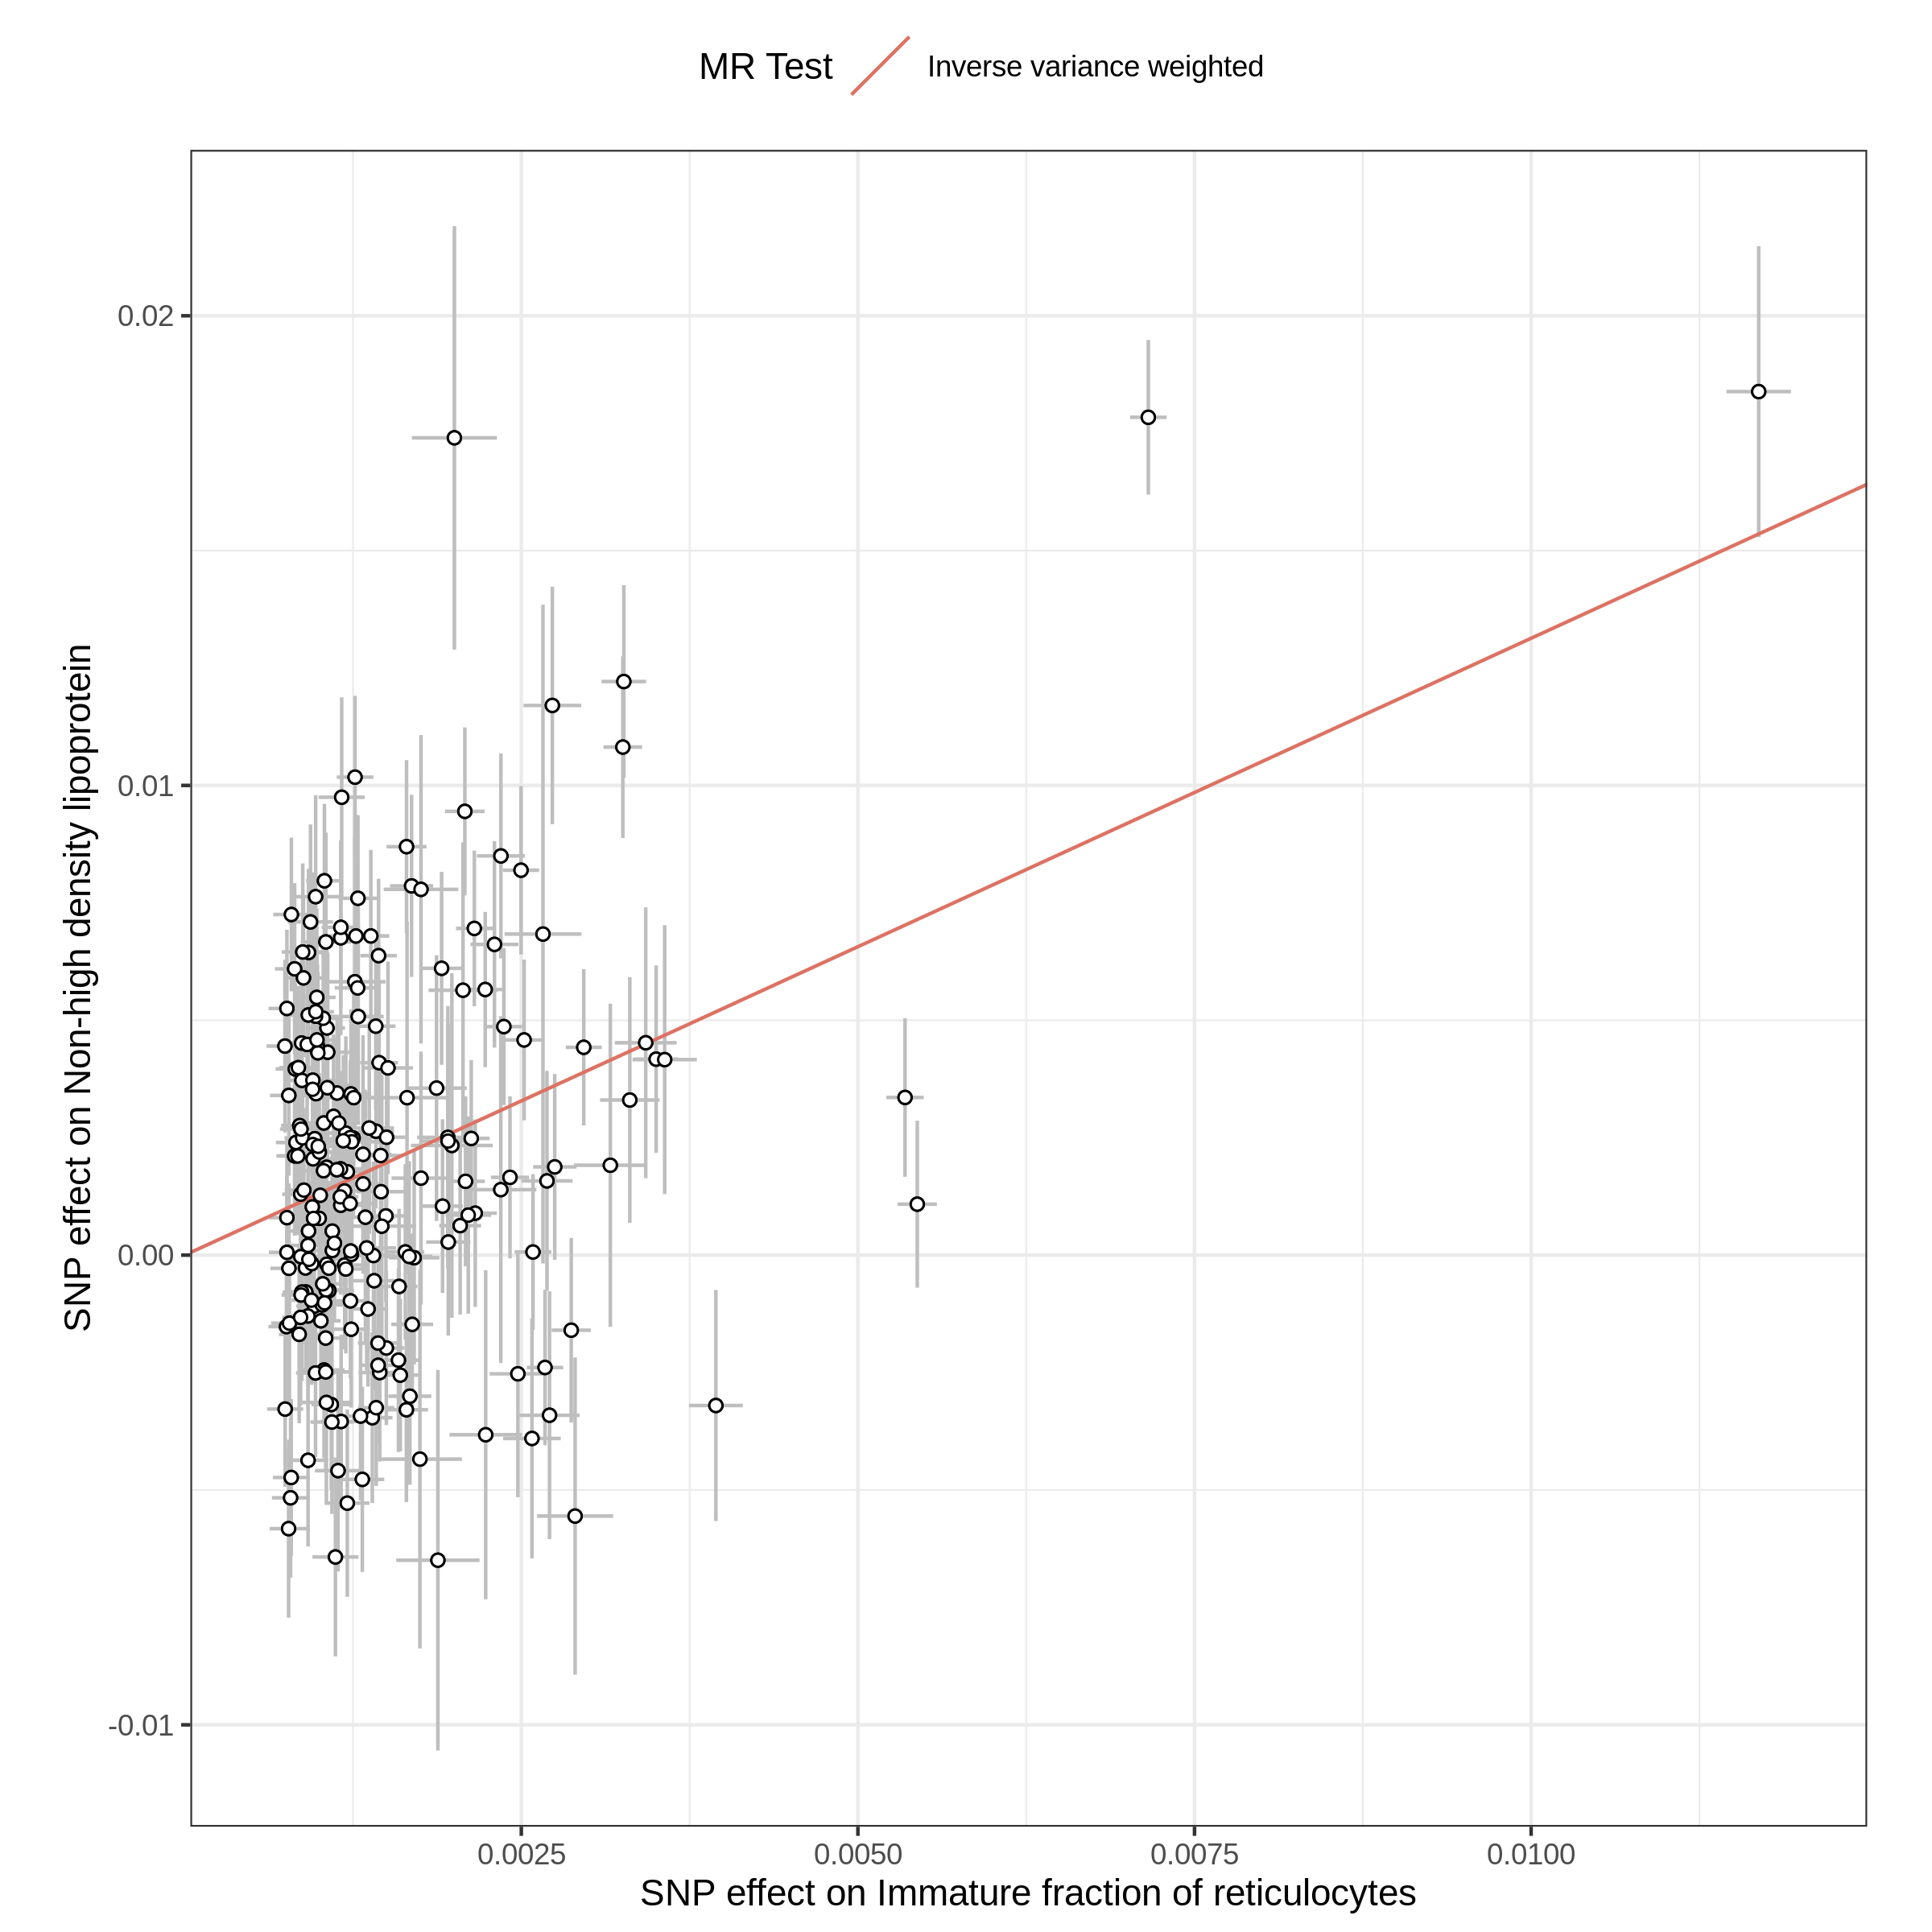 MR Test
Inverse variance weighted
SNP effect on Non-high density lipoprotein
0.02
0.01
0.00
-0.01
0.0025
0.0050
0.0075
0.0100
SNP effect on Immature fraction of reticulocytes